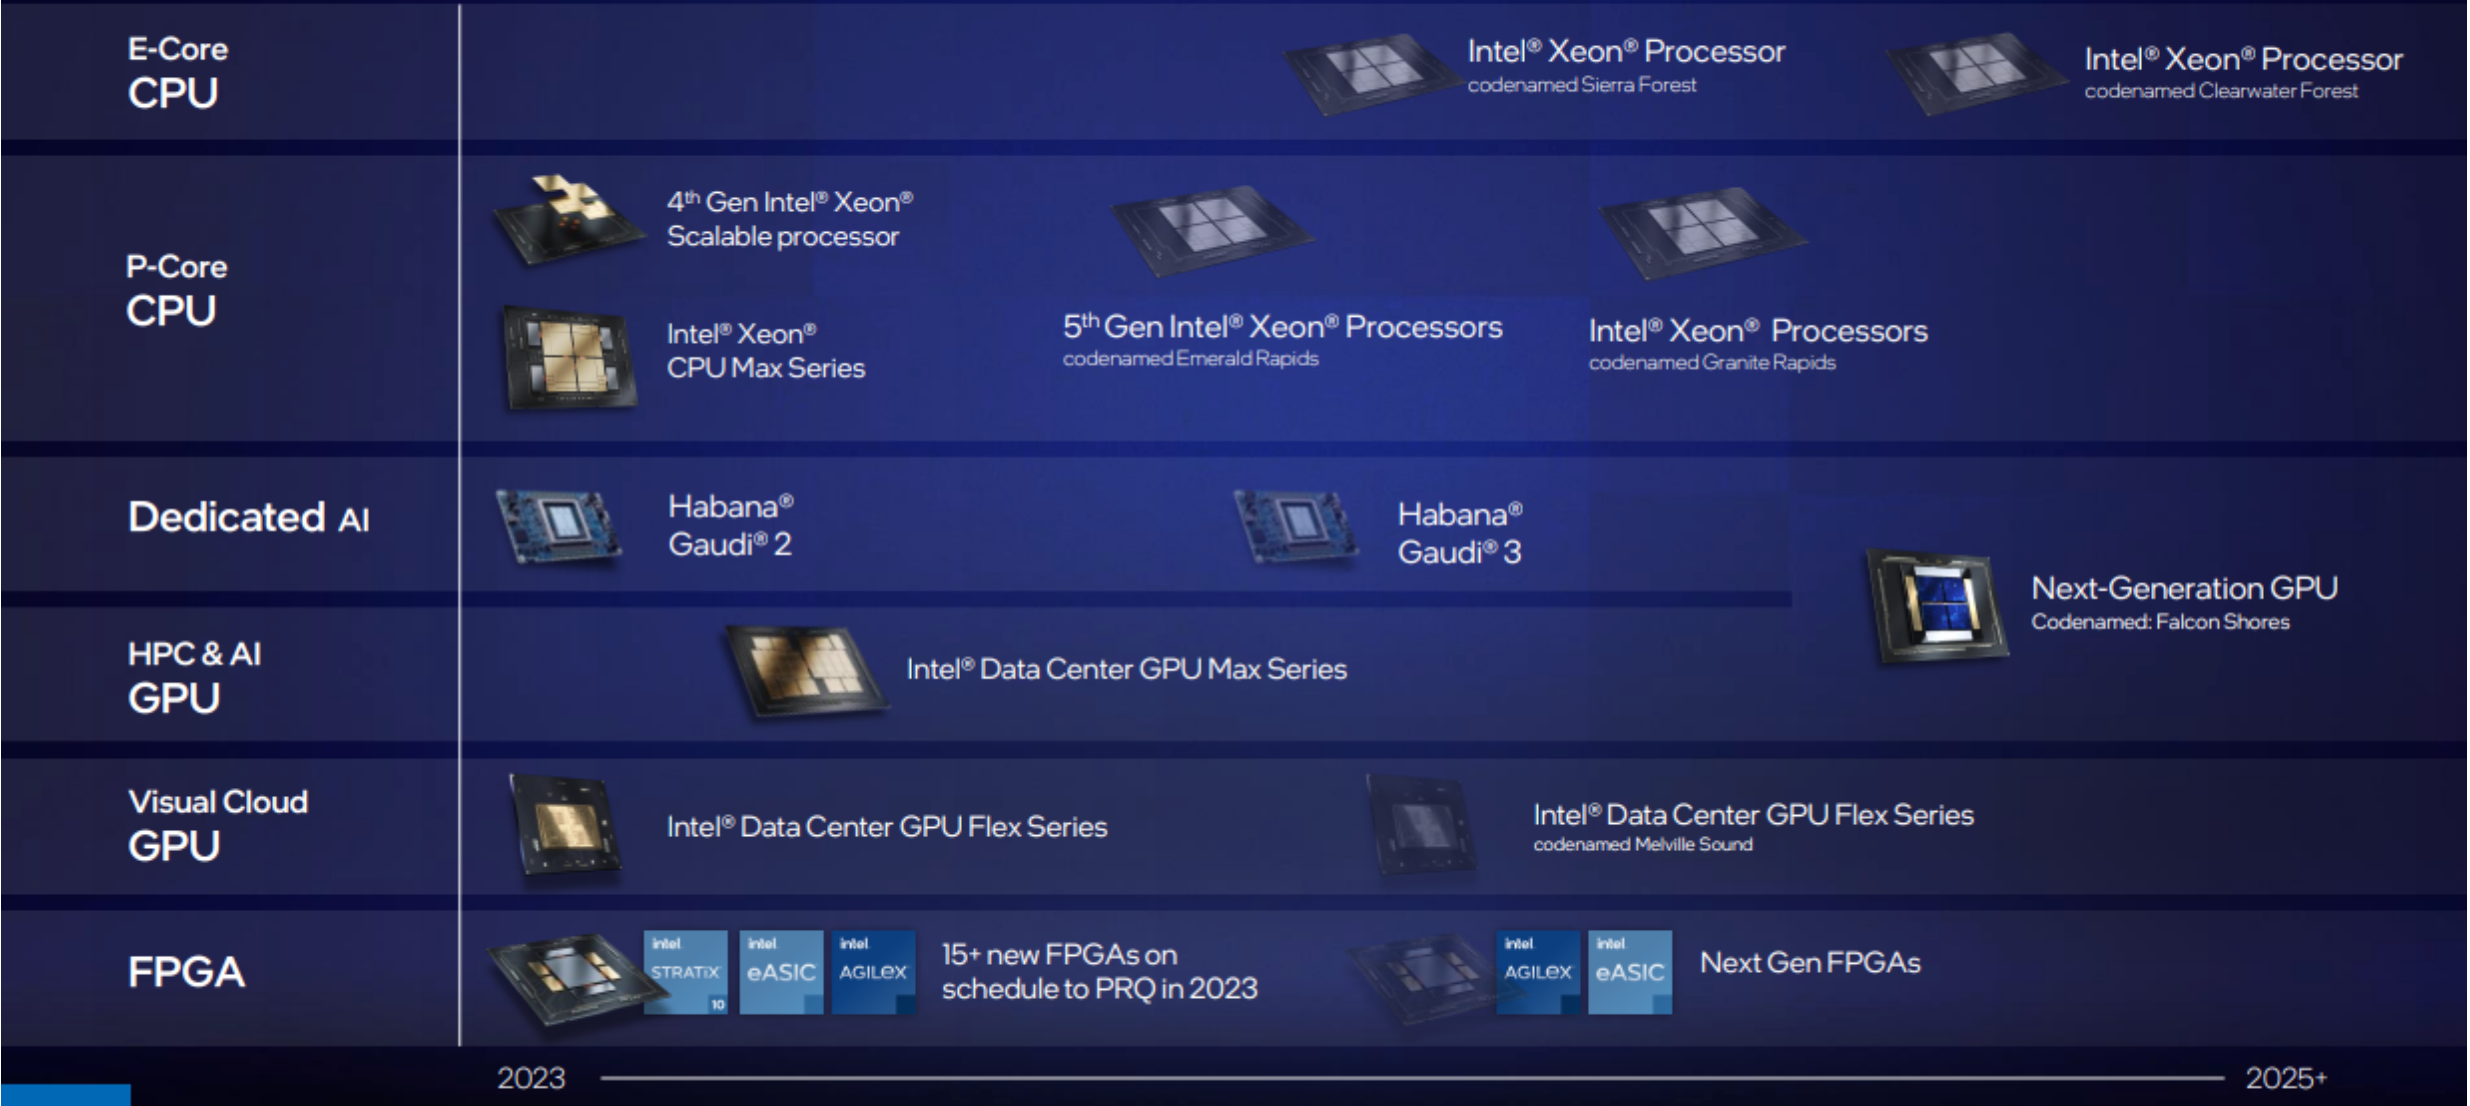 E-Core
CPU
Intel® Xeon® Processor
codenamed Sierra Forest
Intel® Xeon® Processor
codenamed Clearwater Forest
P-Core
CPU
4th Gen Intel® Xeon®
Scalable processor
Intel® Xeon®
CPU Max Series
5th Gen Intel® Xeon® Processors
codenamed Emerald Rapids
Intel® Xeon® Processors
codenamed Granite Rapids
Dedicated AI
Habana®
Gaudi® 2
Habana®
Gaudi® 3
Next-Generation GPU
Codenamed: Falcon Shores
HPC & AI
GPU
Intel® Data Center GPU Max Series
Visual Cloud
GPU
Intel® Data Center GPU Flex Series
Intel® Data Center GPU Flex Series
codenamed Melville Sound
FPGA
intel
STRATIX
10
intel
eASIC
intel
AGILEX
15+ new FPGAs on
schedule to PRQ in 2023
intel
AGILEX
intel
eASIC
Next Gen FPGAs
2023
2025+